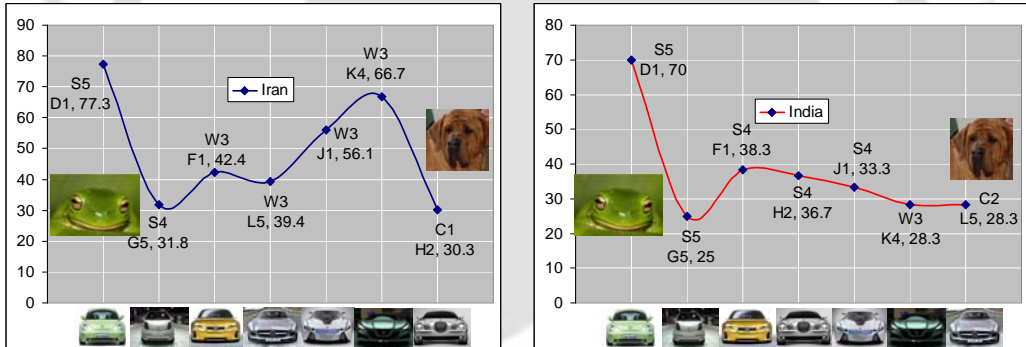 90
80
70
60
50
40
30
20
10
0
S5
D1, 77.3
S4
G5, 31.8
W3
F1, 42.4
W3
L5, 39.4
W3
J1, 56.1
W3
K4, 66.7
C1
H2, 30.3
Iran
80
70
60
50
40
30
20
10
0
S5
D1, 70
S5
G5, 25
S4
F1, 38.3
S4
H2, 36.7
S4
J1, 33.3
W3
K4, 28.3
C2
L5, 28.3
India